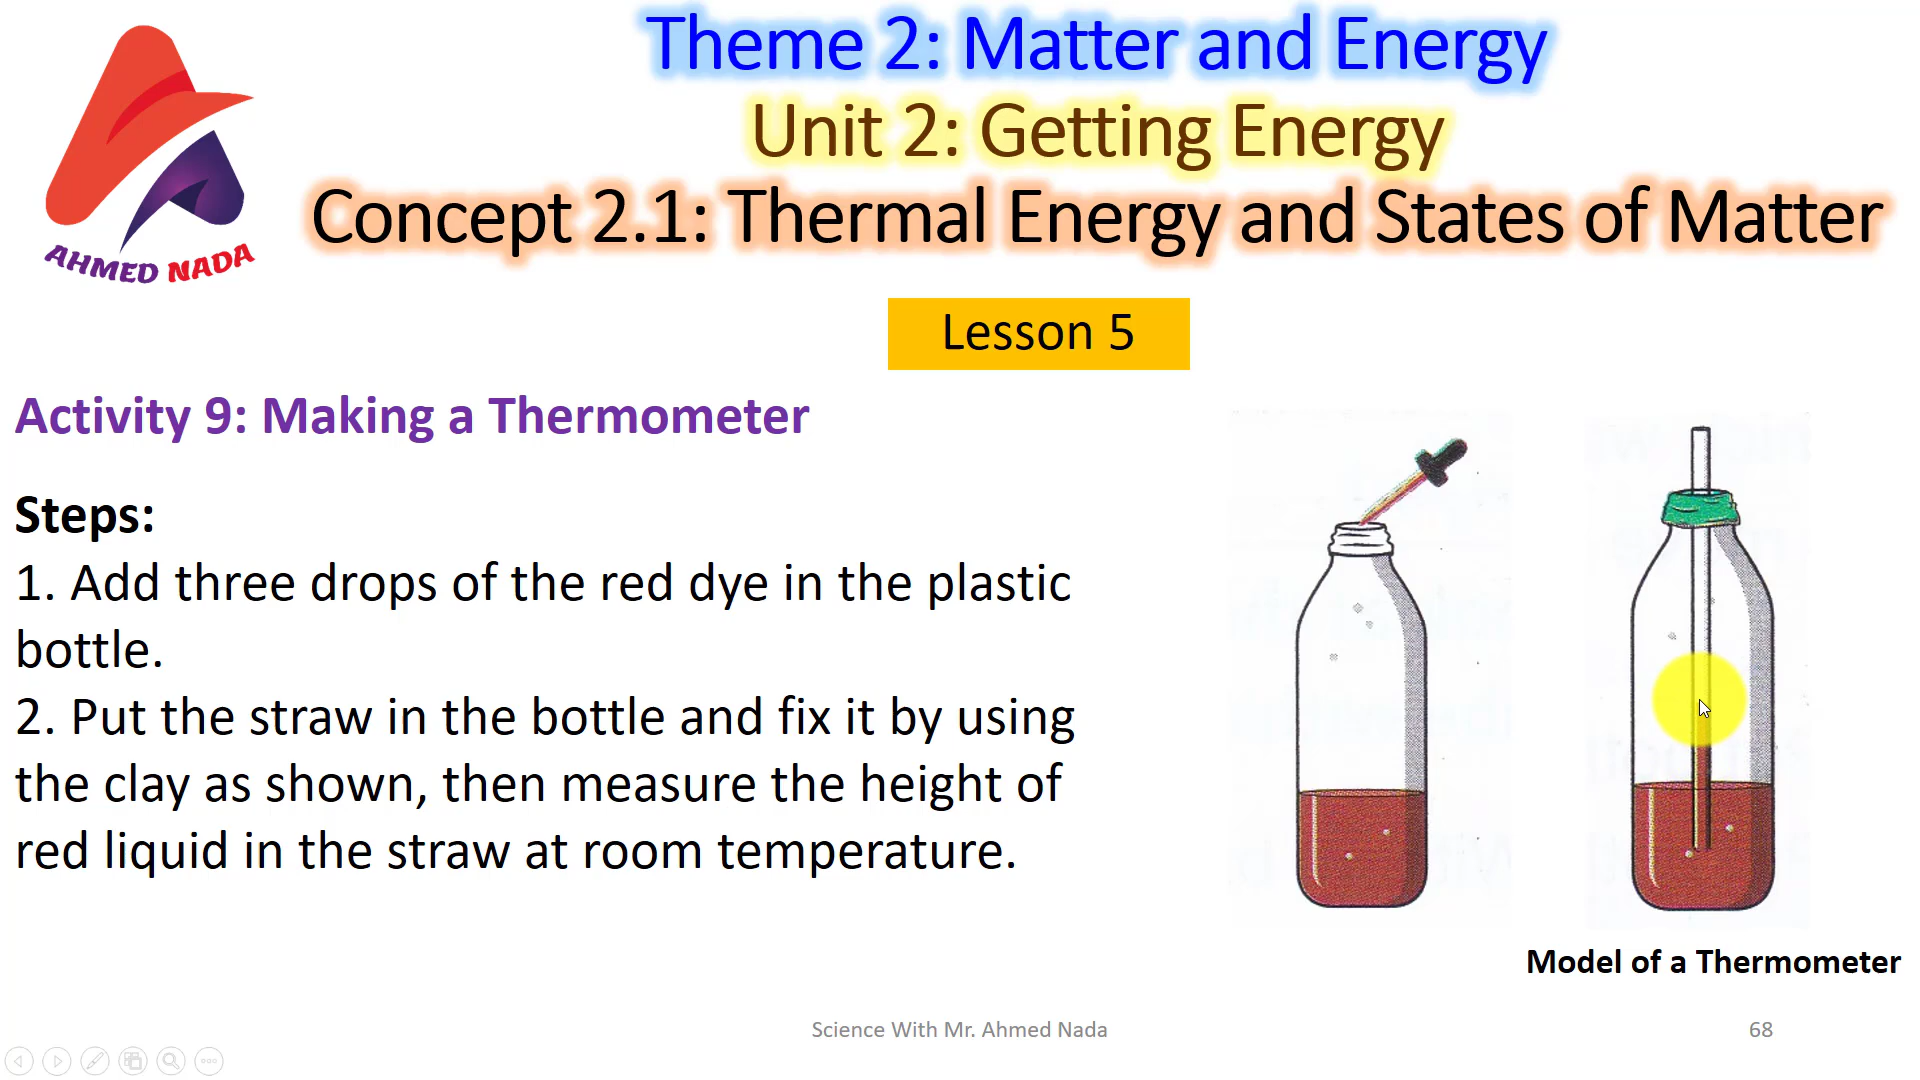 Theme 2: Matter and Energy
Unit 2: Getting Energy
Concept 2.1: Thermal Energy and States of Matter
AHMED NADA
Lesson 5
Activity 9: Making a Thermometer
Steps:
1. Add three drops of the red dye in the plastic
bottle.
2. Put the straw in the bottle and fix it by using
the clay as shown, then measure the height of
red liquid in the straw at room temperature.
Model of a Thermometer
Science With Mr. Ahmed Nada
68